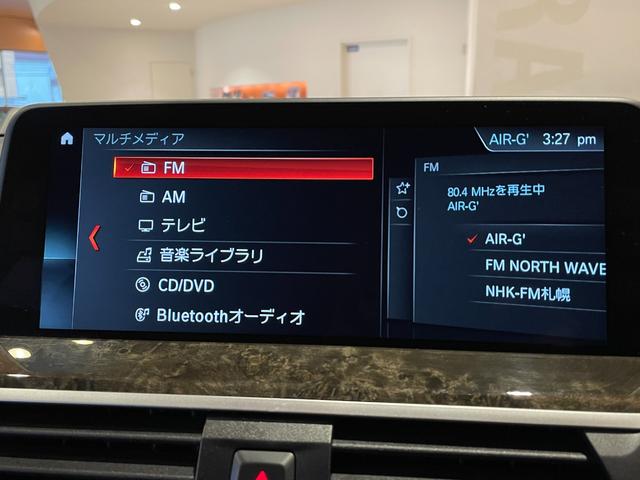 RA
マルチメディア
AIR-G' 3:27 pm
FM
AM
テレビ
音楽ライブラリ
CD/DVD
Bluetoothオーディオ
FM
80.4 MHzを再生中
AIR-G'
AIR-G'
FM NORTH WAVE
NHK-FM札幌